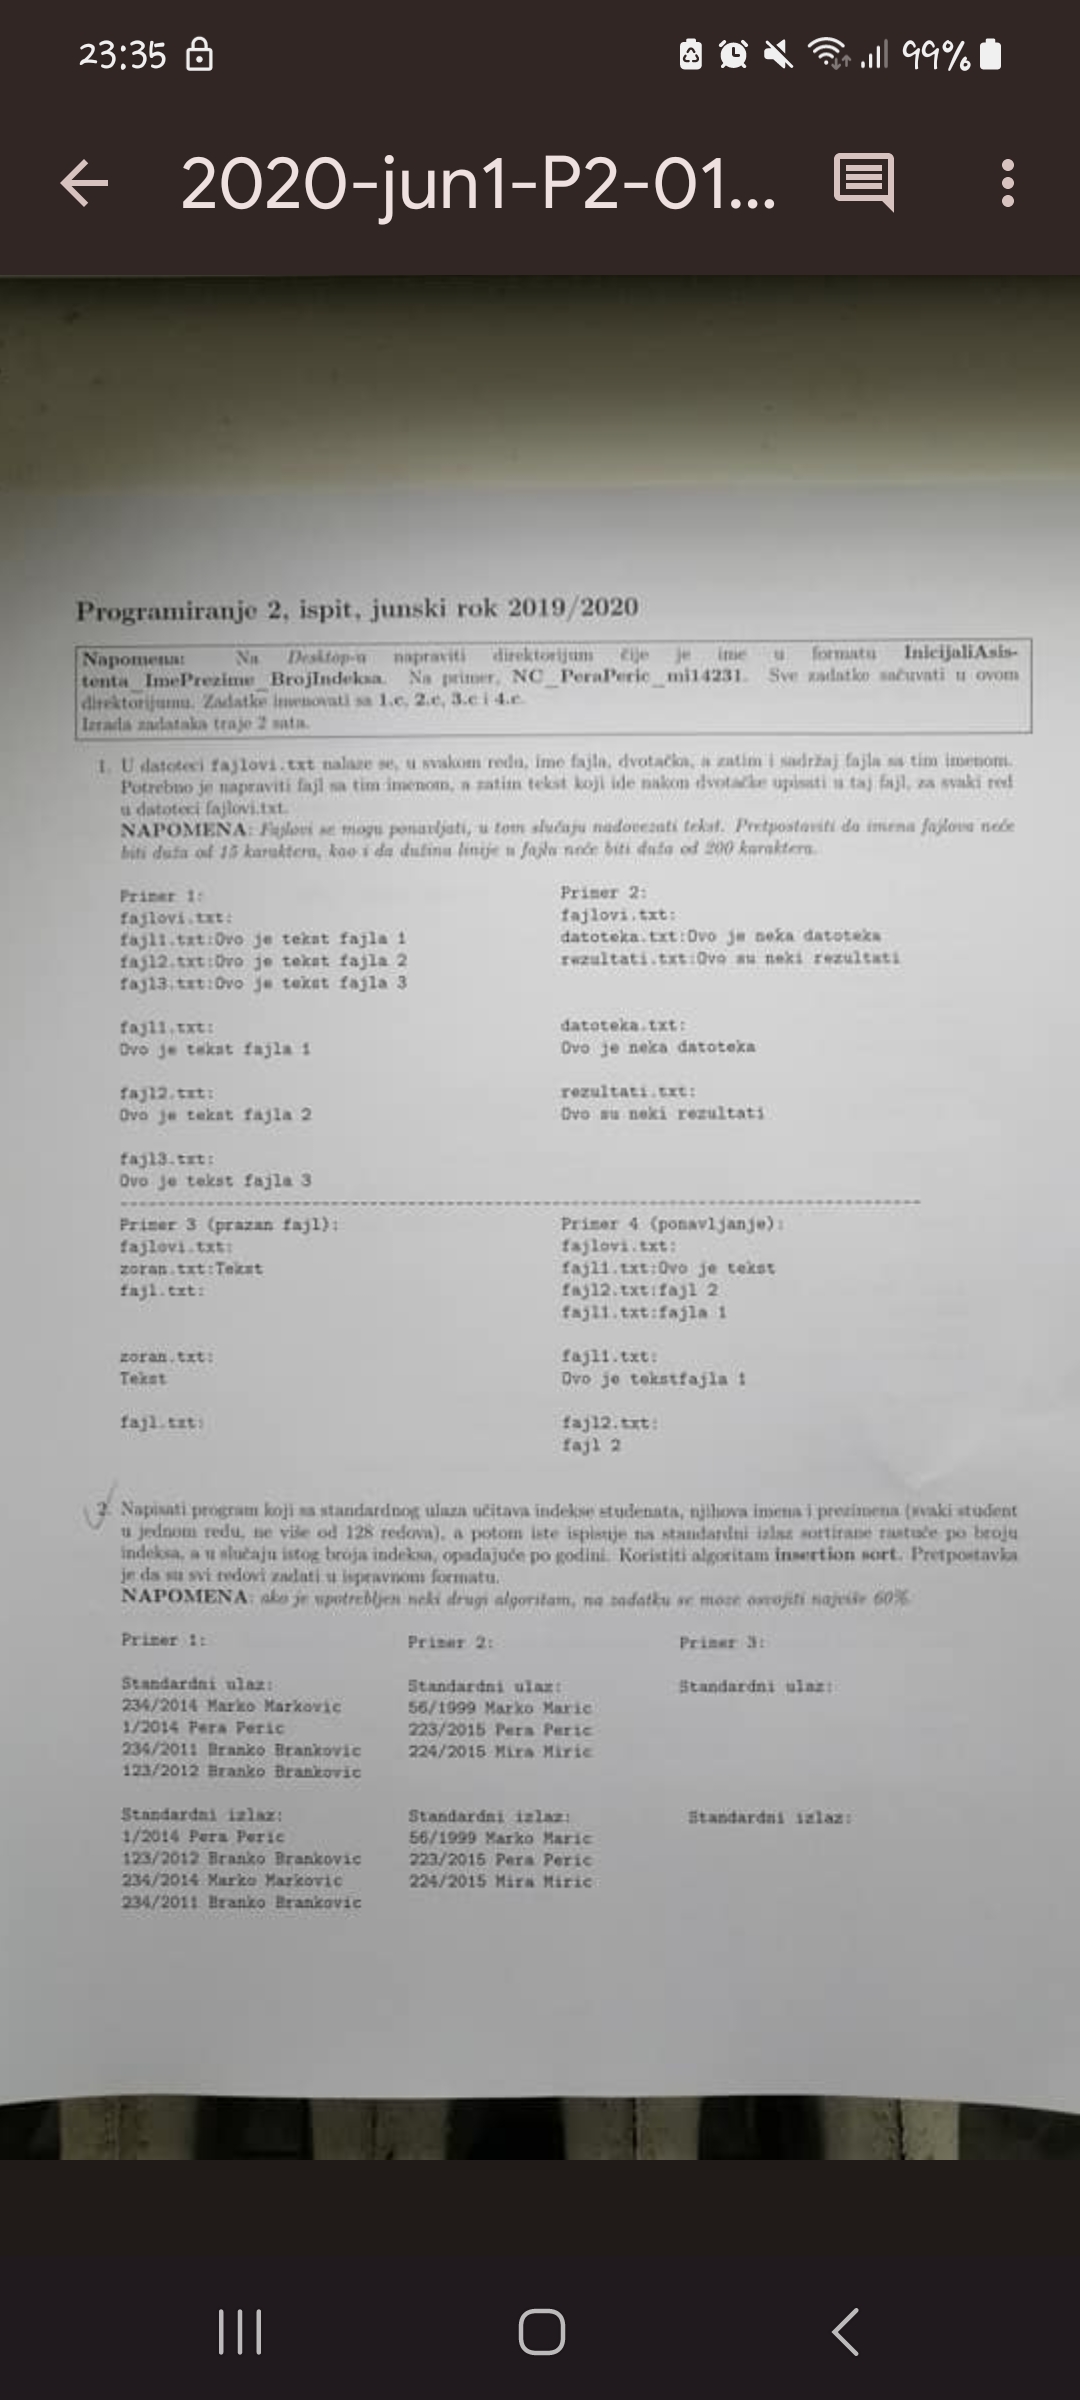 23:35 99%
2020-jun1-P2-01...
Programiranje 2, ispit, junski rok 2019/2020
Napomena: Na Desktop-u napraviti direktorijum čije je ime u formatu InicijaliAsis-
tenta_ImePrezime_BrojIndeksa. Na primer, NC_PeraPeric_mi14231. Sve zadatke sačuvati u ovom
direktorijumu. Zadatke imenovati sa 1.c, 2.c, 3.c i 4.c.
Izrada zadataka traje 2 sata.
1. U datoteci fajlovi.txt nalaze se, u svakom redu, ime fajla, dvotačka, a zatim i sadržaj fajla sa tim imenom.
Potrebno je napraviti fajl sa tim imenom, a zatim tekst koji ide nakon dvotačke upisati u taj fajl, za svaki red
u datoteci fajlovi.txt.
NAPOMENA: Fajlovi se mogu ponavljati, u tom slučaju nadovezati tekst. Pretpostaviti da imena fajlova neće
biti duža od 15 karaktera, kao i da dužina linije u fajlu neće biti duža od 200 karaktera.
Primer 1:
fajlovi.txt:
fajl1.txt:Ovo je tekst fajla 1
fajl2.txt:Ovo je tekst fajla 2
fajl3.txt:Ovo je tekst fajla 3
fajl1.txt:
Ovo je tekst fajla 1
fajl2.txt:
Ovo je tekst fajla 2
fajl3.txt:
Ovo je tekst fajla 3
Primer 2:
fajlovi.txt:
datoteka.txt:Ovo je neka datoteka
rezultati.txt:Ovo su neki rezultati
datoteka.txt:
Ovo je neka datoteka
rezultati.txt:
Ovo su neki rezultati
Primer 3 (prazan fajl):
fajlovi.txt:
zoran.txt:Tekst
fajl.txt:
zoran.txt:
Tekst
fajl.txt:
Primer 4 (ponavljanje):
fajlovi.txt:
fajl1.txt:Ovo je tekst
fajl2.txt:fajl 2
fajl1.txt:fajla 1
fajl1.txt:
Ovo je tekstfajla 1
fajl2.txt:
fajl 2
2. Napisati program koji sa standardnog ulaza učitava indekse studenata, njihova imena i prezimena (svaki student
u jednom redu, ne više od 128 redova), a potom iste ispisuje na standardni izlaz sortirane rastuće po broju
indeksa, a u slučaju istog broja indeksa, opadajuće po godini. Koristiti algoritam insertion sort. Pretpostavka
je da su svi redovi zadati u ispravnom formatu.
NAPOMENA: ako je upotrebljen neki drugi algoritam, na zadatku se moze osvojiti najviše 60%.
Primer 1:
Standardni ulaz:
234/2014 Marko Markovic
1/2014 Pera Peric
234/2011 Branko Brankovic
123/2012 Branko Brankovic
Standardni izlaz:
1/2014 Pera Peric
123/2012 Branko Brankovic
234/2014 Marko Markovic
234/2011 Branko Brankovic
Primer 2:
Standardni ulaz:
56/1999 Marko Maric
223/2015 Pera Peric
224/2015 Mira Miric
Standardni izlaz:
56/1999 Marko Maric
223/2015 Pera Peric
224/2015 Mira Miric
Primer 3:
Standardni ulaz:
Standardni izlaz: